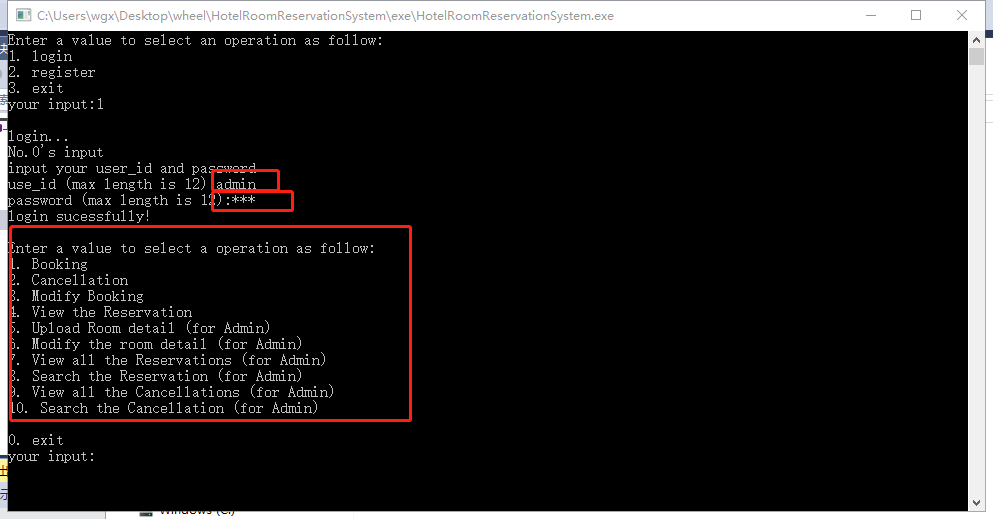 C:\Users\wgx\Desktop\wheel\HotelRoomReservationSystem\exe\HotelRoomReservationSystem.exe
Enter a value to select an operation as follow:
1. login
2. register
3. exit
your input:1
login...
No.0's input
input your user_id and password
use_id (max length is 12) admin
password (max length is 12):***
login sucessfully!
Enter a value to select a operation as follow:
1. Booking
2. Cancellation
3. Modify Booking
4. View the Reservation
5. Upload Room detail (for Admin)
6. Modify the room detail (for Admin)
7. View all the Reservations (for Admin)
8. Search the Reservation (for Admin)
9. View all the Cancellations (for Admin)
10. Search the Cancellation (for Admin)
0. exit
your input:
Windows (C:)